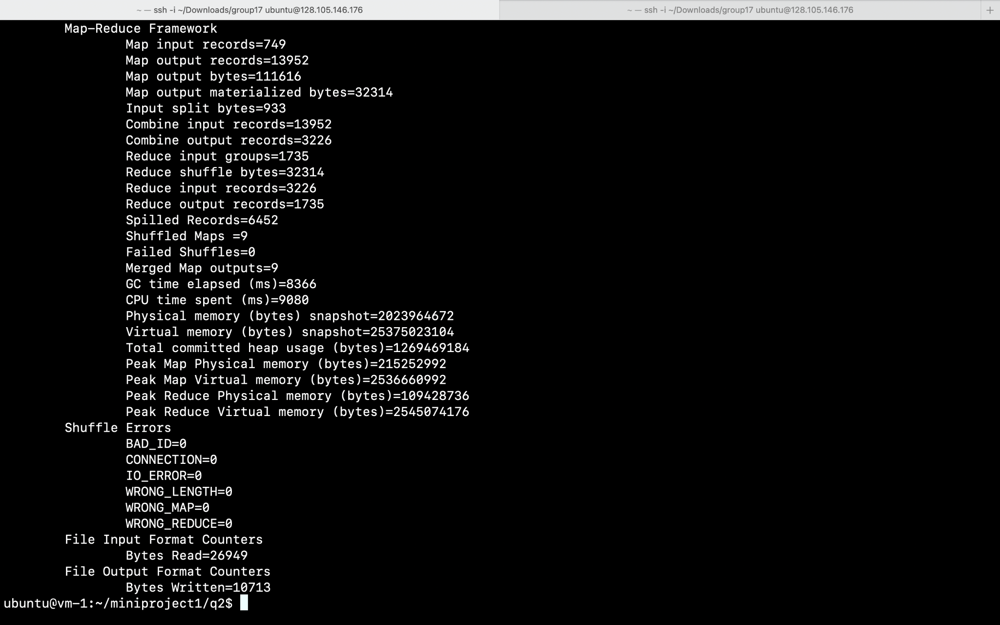 ~ — ssh -i ~/Downloads/group17 ubuntu@128.105.146.176
~ — ssh -i ~/Downloads/group17 ubuntu@128.105.146.176 +
Map-Reduce Framework
Map input records=749
Map output records=13952
Map output bytes=111616
Map output materialized bytes=32314
Input split bytes=933
Combine input records=13952
Combine output records=3226
Reduce input groups=1735
Reduce shuffle bytes=32314
Reduce input records=3226
Reduce output records=1735
Spilled Records=6452
Shuffled Maps =9
Failed Shuffles=0
Merged Map outputs=9
GC time elapsed (ms)=8366
CPU time spent (ms)=9080
Physical memory (bytes) snapshot=2023964672
Virtual memory (bytes) snapshot=25375023104
Total committed heap usage (bytes)=1269469184
Peak Map Physical memory (bytes)=215252992
Peak Map Virtual memory (bytes)=2536660992
Peak Reduce Physical memory (bytes)=109428736
Peak Reduce Virtual memory (bytes)=2545074176
Shuffle Errors
BAD_ID=0
CONNECTION=0
IO_ERROR=0
WRONG_LENGTH=0
WRONG_MAP=0
WRONG_REDUCE=0
File Input Format Counters
Bytes Read=26949
File Output Format Counters
Bytes Written=10713
ubuntu@vm-1:~/miniproject1/q2$